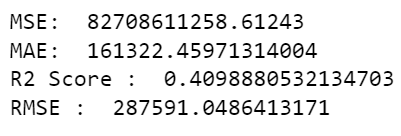 MSE:  82708611258.61243
MAE:  161322.45971314004
R2 Score :  0.4098880532134703
RMSE :  287591.0486413171